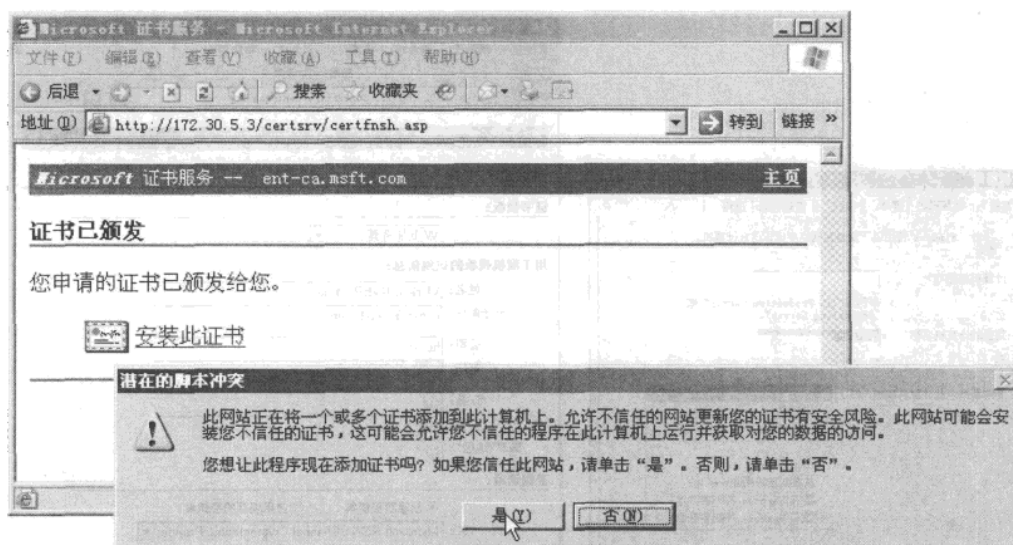 Microsoft 证书服务 - Microsoft Internet Explorer
文件(F) 编辑(E) 查看(V) 收藏(A) 工具(T) 帮助(H)
后退 搜索 收藏夹
地址(D) http://172.30.5.3/certsrv/certfnsh.asp 转到 链接 »
Microsoft 证书服务 -- ent-ca.msft.com 主页
证书已颁发
您申请的证书已颁发给您。
安装此证书
潜在的脚本冲突
此网站正在将一个或多个证书添加到此计算机上。允许不信任的网站更新您的证书有安全风险。此网站可能会安
装您不信任的证书，这可能会允许您不信任的程序在此计算机上运行并获取对您的数据的访问。
您想让此程序现在添加证书吗? 如果您信任此网站，请单击“是”。否则，请单击“否”。
是(Y) 否(N)